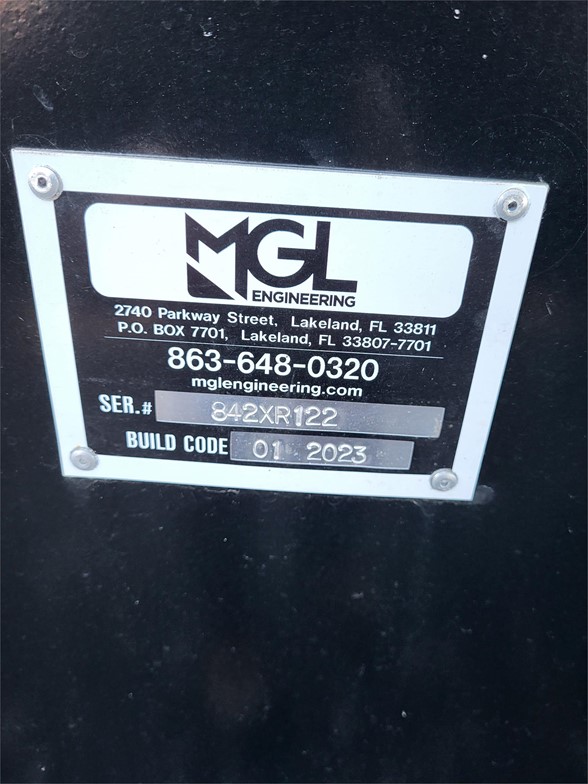 MGL
ENGINEERING
2740 Parkway Street, Lakeland, FL 33811
P.O. BOX 7701, Lakeland, FL 33807-7701
863-648-0320
mglengineering.com
SER.# 842XR122
BUILD CODE 01 2023